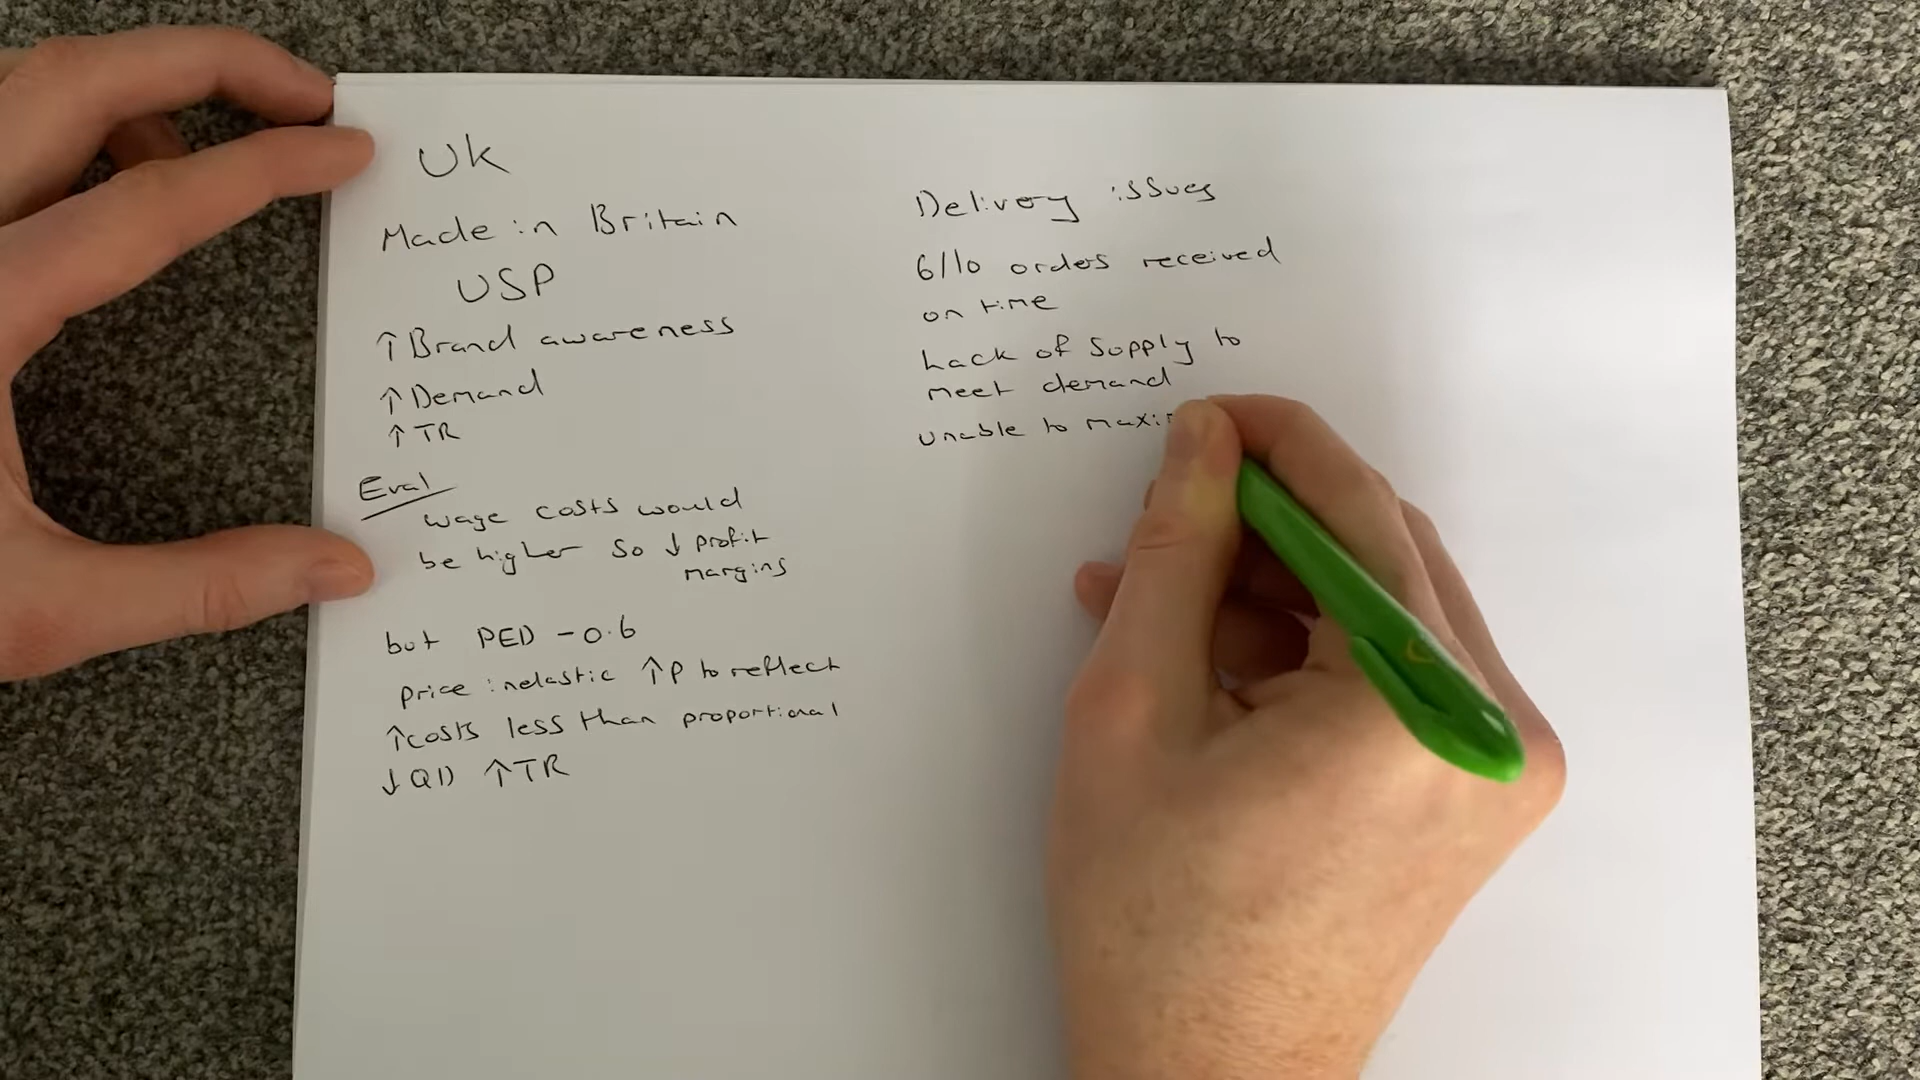 UK
Made in Britain
USP
↑ Brand awareness
↑ Demand
↑ TR
Eval
wage costs would
be higher so ↓ profit
margins
but PED -0.6
price inelastic ↑P to reflect
↑costs less than proportional
↓ QD ↑TR
Delivery issues
6/10 orders received
on time
Lack of supply to
meet demand
unable to